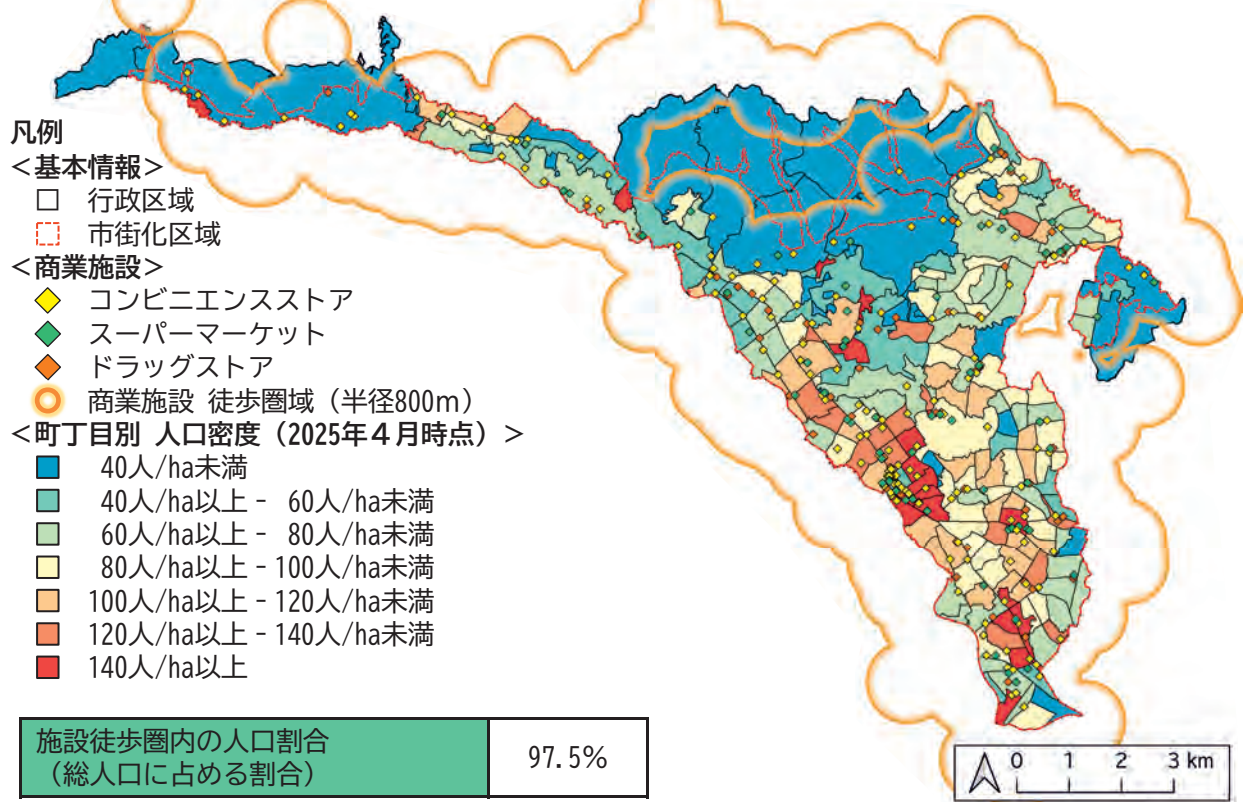 凡例
＜基本情報＞
行政区域
市街化区域
＜商業施設＞
コンビニエンスストア
スーパーマーケット
ドラッグストア
商業施設 徒歩圏域（半径800m）
＜町丁目別 人口密度（2025年４月時点）＞
40人/ha未満
40人/ha以上 - 60人/ha未満
60人/ha以上 - 80人/ha未満
80人/ha以上 - 100人/ha未満
100人/ha以上 - 120人/ha未満
120人/ha以上 - 140人/ha未満
140人/ha以上
施設徒歩圏内の人口割合
（総人口に占める割合）
97.5%
0 1 2 3 km